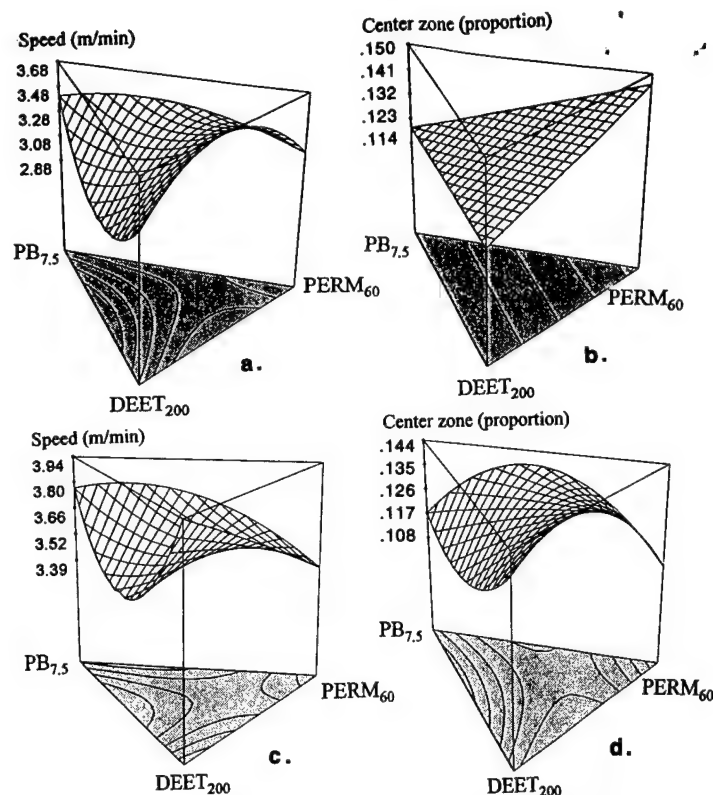 Speed (m/min)
3.68
3.48
3.28
3.08
2.88
PB7.5
PERM60
DEET200
a.
Center zone (proportion)
.150
.141
.132
.123
.114
PB7.5
PERM60
DEET200
b.
Speed (m/min)
3.94
3.80
3.66
3.52
3.39
PB7.5
PERM60
DEET200
c.
Center zone (proportion)
.144
.135
.126
.117
.108
PB7.5
PERM60
DEET200
d.